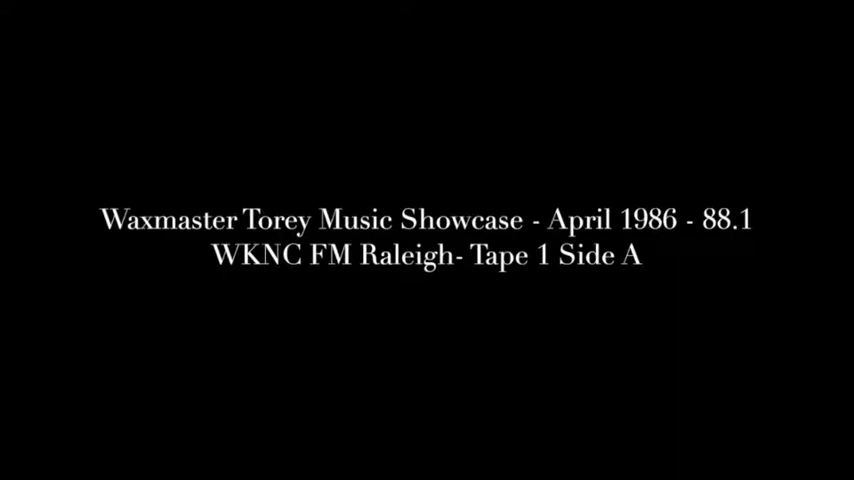 Waxmaster Torey Music Showcase - April 1986 - 88.1
WKNC FM Raleigh- Tape 1 Side A